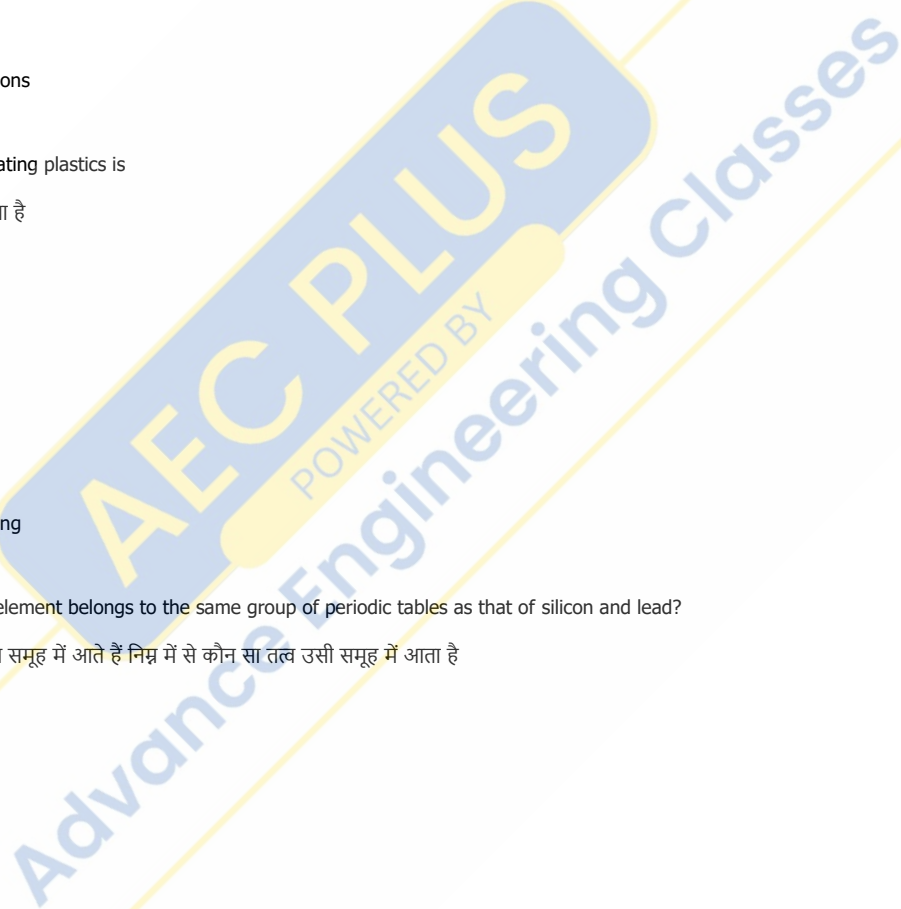 ons
ating plastics is
ा है
ng
element belongs to the same group of periodic tables as that of silicon and lead?
समूह में आते हैं निम्न में से कौन सा तत्व उसी समूह में आता है
AEC PLUS
POWERED BY
Advance Engineering Classes